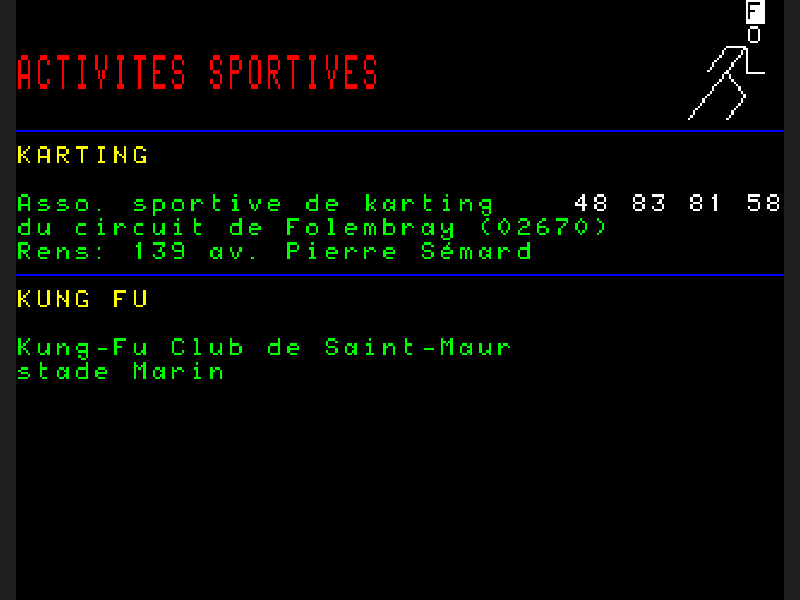 F
ACTIVITES SPORTIVES
KARTING
Asso. sportive de karting 48 83 81 58
du circuit de Folembray (02670)
Rens: 139 av. Pierre Sémard
KUNG FU
Kung-Fu Club de Saint-Maur
stade Marin